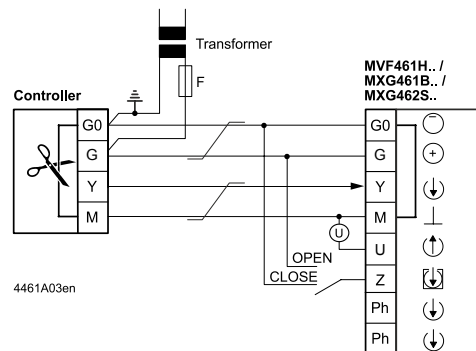 Transformer
F
MVF461H.. /
MXG461B.. /
MXG462S..
Controller
G0
G
Y
M
G0
G
Y
M
U
Z
Ph
Ph
U
OPEN
CLOSE
4461A03en